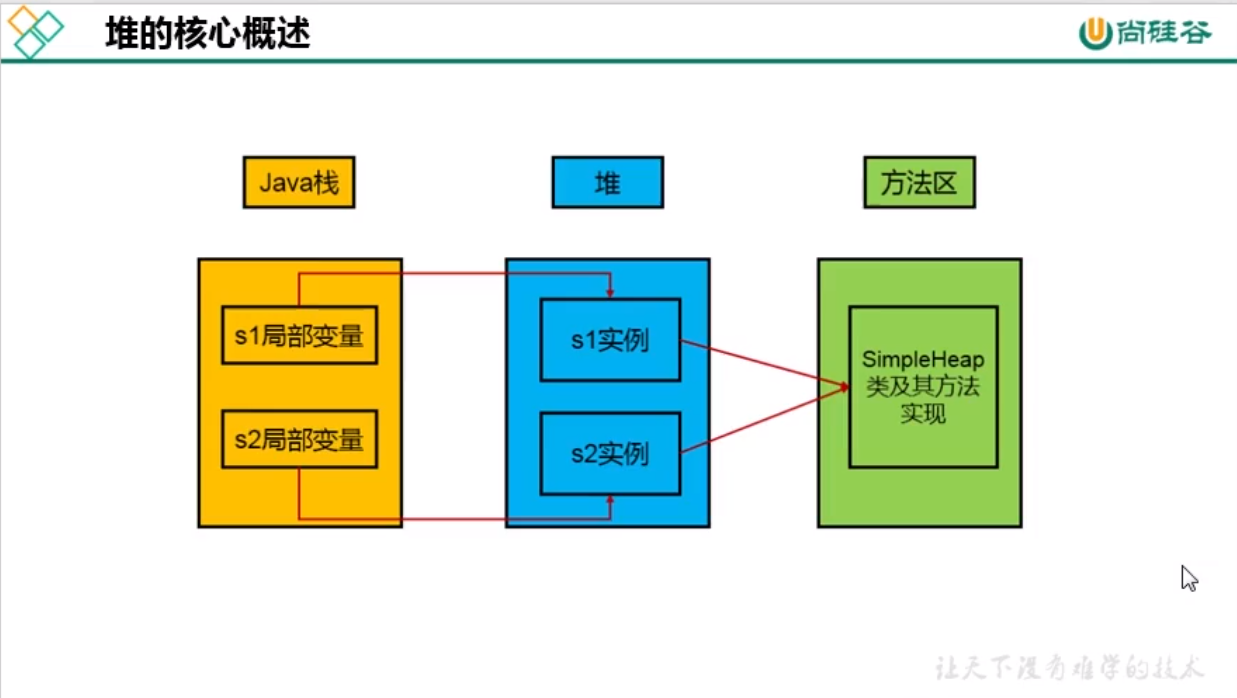 堆的核心概述
尚硅谷
Java栈
堆
方法区
s1局部变量
s2局部变量
s1实例
s2实例
SimpleHeap
类及其方法
实现
让天下没有难学的技术